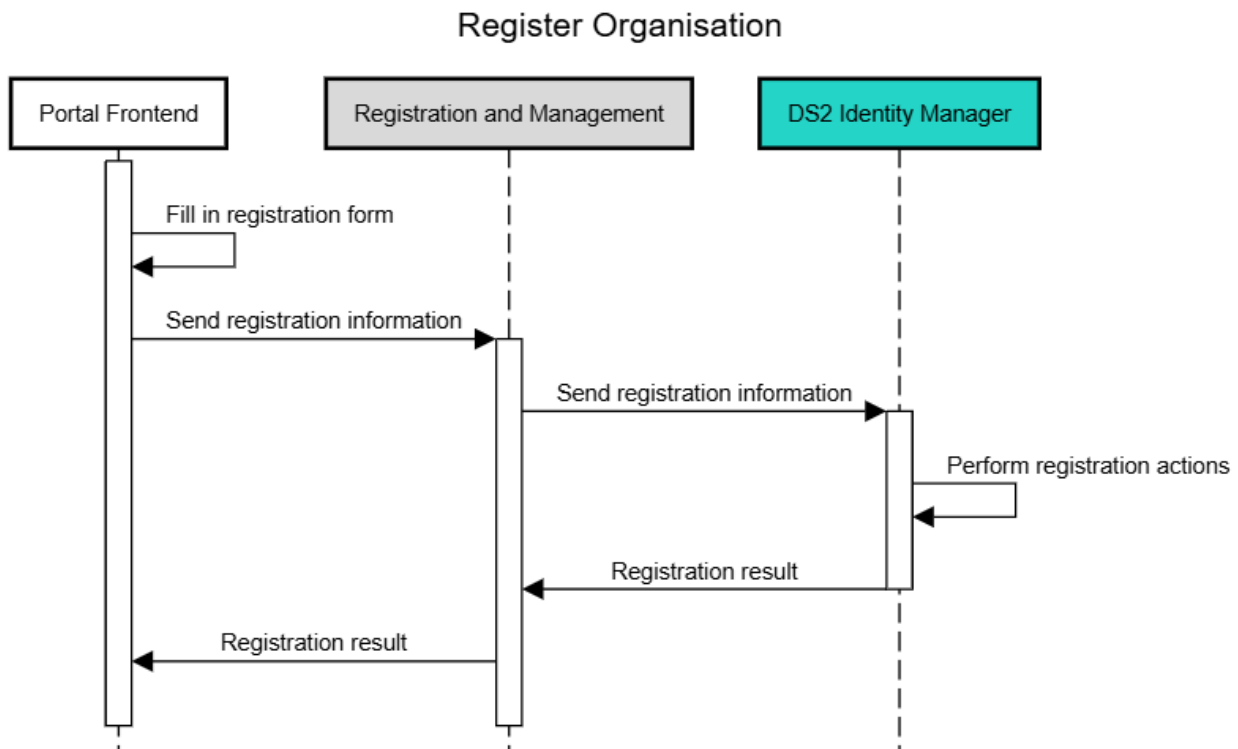 Register Organisation
Portal Frontend
Registration and Management
DS2 Identity Manager
Fill in registration form
Send registration information
Send registration information
Perform registration actions
Registration result
Registration result